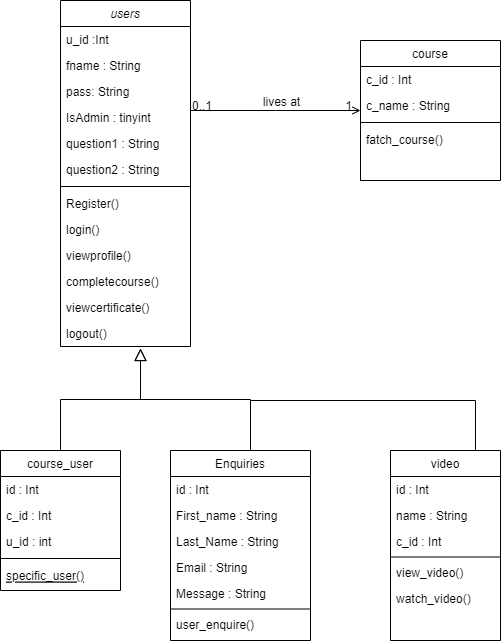 users
u_id :Int
fname : String
pass: String
IsAdmin : tinyint
question1 : String
question2 : String
Register()
login()
viewprofile()
completecourse()
viewcertificate()
logout()
0..1
lives at
1
course
c_id : Int
c_name : String
fatch_course()
course_user
id : Int
c_id : Int
u_id : int
specific_user()
Enquiries
id : Int
First_name : String
Last_Name : String
Email : String
Message : String
user_enquire()
video
id : Int
name : String
c_id : Int
view_video()
watch_video()